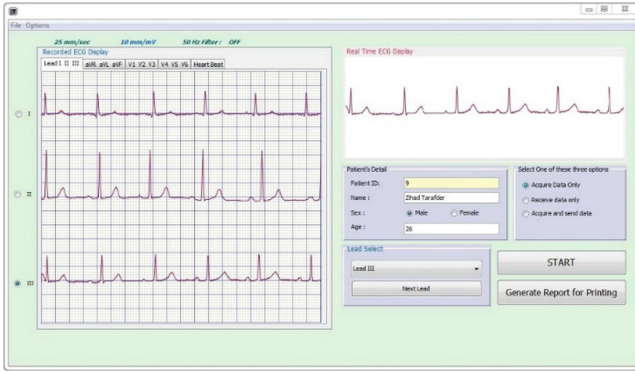 File Options
25 mm/sec 10 mm/mV 50 Hz Filter : OFF
Recorded ECG Display
Lead I II III aVR aVL aVF V1 V2 V3 V4 V5 V6 Heart Beat
I
II
III
Real Time ECG Display
Patient's Detail
Patient ID: 9
Name : Zihad Tarafder
Sex : Male Female
Age : 26
Select One of these three options
Acquire Data Only
Receive data only
Acquire and send data
Lead Select
Lead III
Next Lead
START
Generate Report for Printing